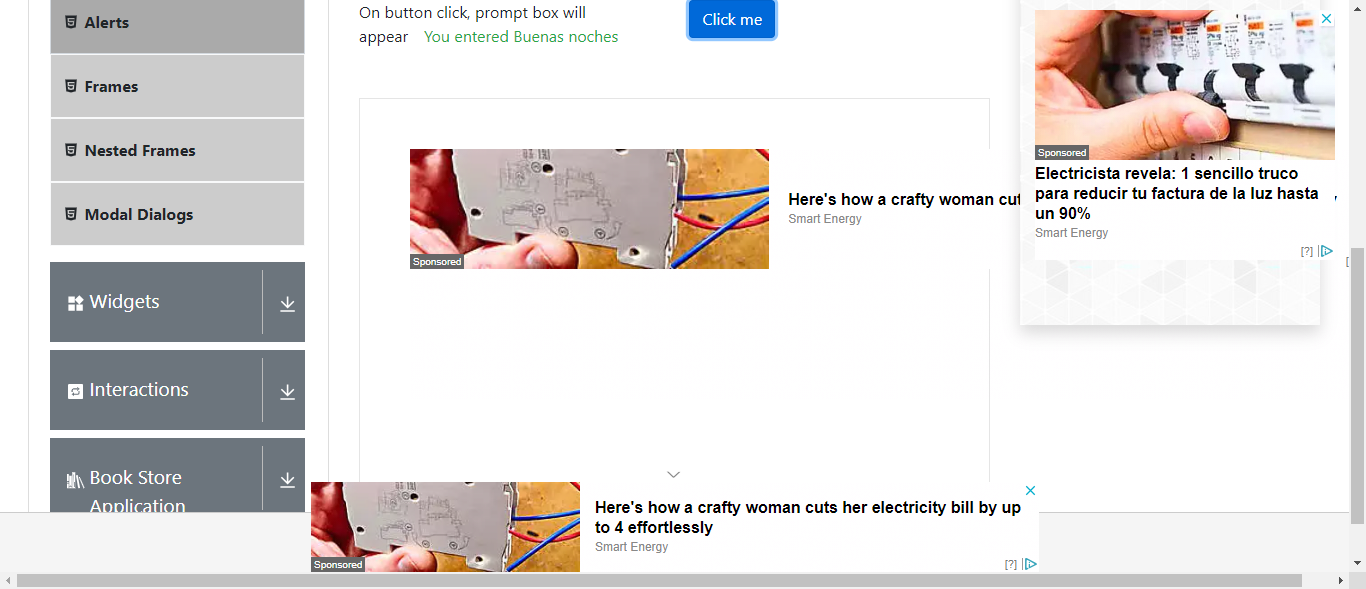 Alerts
Frames
Nested Frames
Modal Dialogs
Widgets
Interactions
Book Store
Application
On button click, prompt box will
appear You entered Buenas noches
Click me
Sponsored
Here's how a crafty woman cut
Smart Energy
Sponsored
Electricista revela: 1 sencillo truco
para reducir tu factura de la luz hasta
un 90%
Smart Energy
[?]
Sponsored
Here's how a crafty woman cuts her electricity bill by up
to 4 effortlessly
Smart Energy
[?]